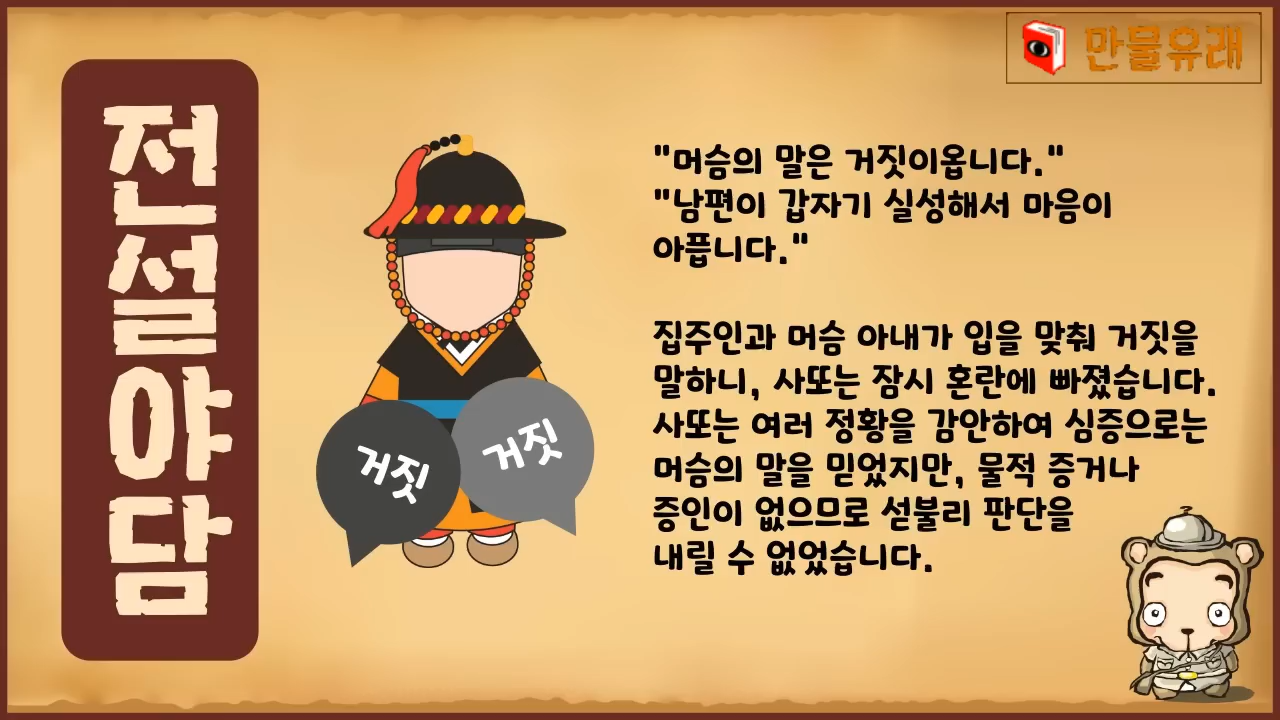 만물유래
전설야담
"머슴의 말은 거짓이옵니다."
"남편이 갑자기 실성해서 마음이
아픕니다."
집주인과 머슴 아내가 입을 맞춰 거짓을
말하니, 사또는 잠시 혼란에 빠졌습니다.
사또는 여러 정황을 감안하여 심증으로는
머슴의 말을 믿었지만, 물적 증거나
증인이 없으므로 섣불리 판단을
내릴 수 없었습니다.
거짓
거짓